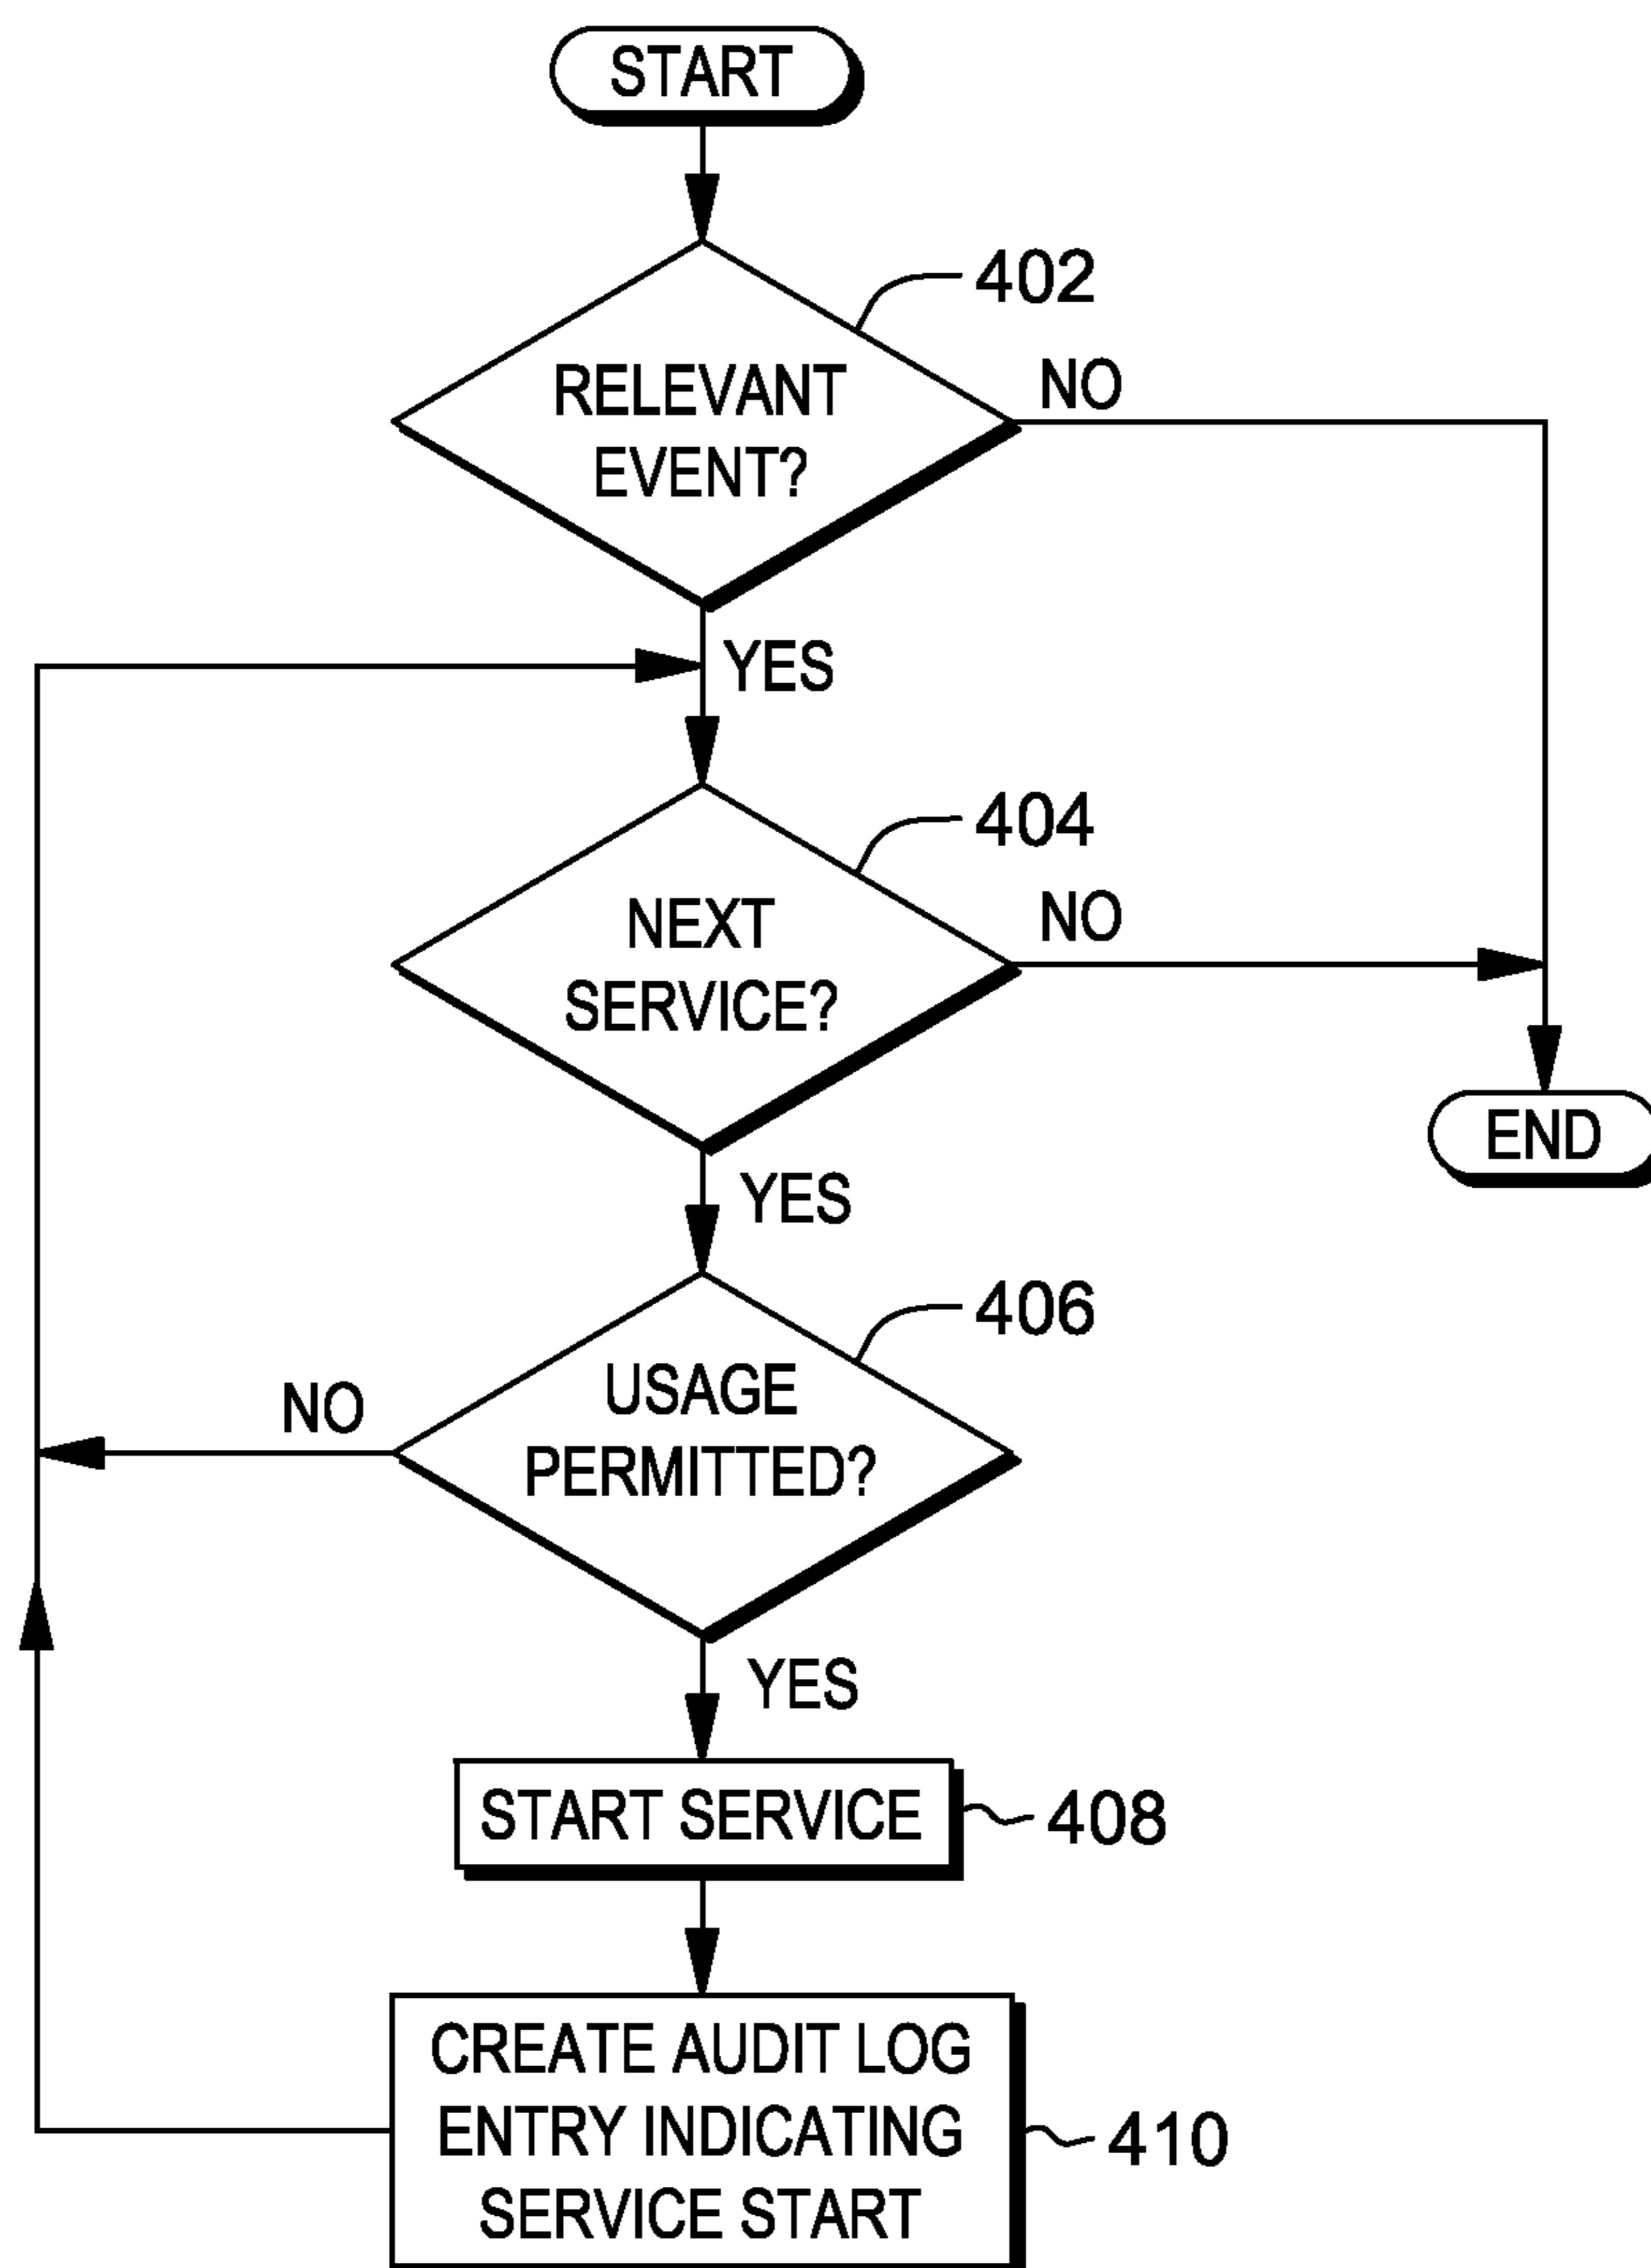 START
402
RELEVANT
EVENT?
NO
YES
404
NEXT
SERVICE?
NO
END
YES
406
USAGE
PERMITTED?
NO
YES
START SERVICE
408
CREATE AUDIT LOG
ENTRY INDICATING
SERVICE START
410